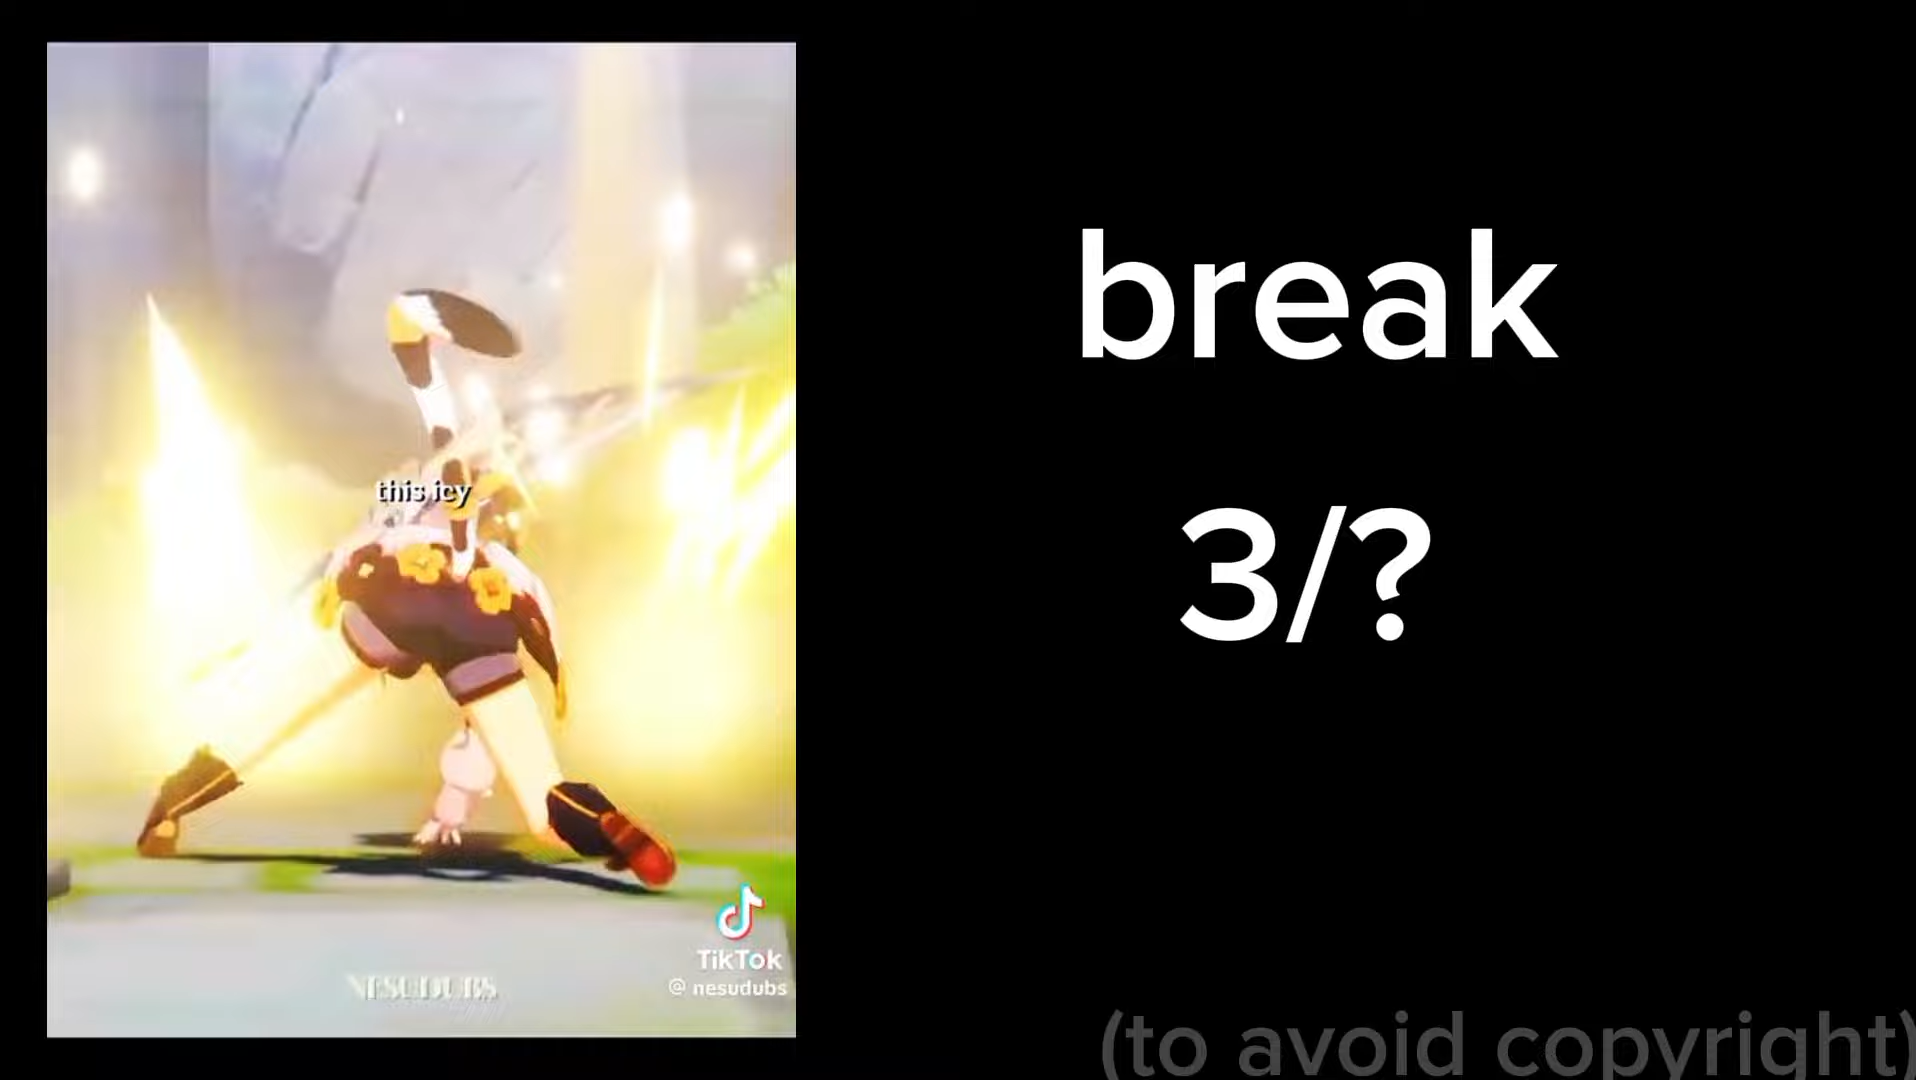 this icy
TikTok
@ nesudubs
NESUDUBS
break
3/?
(to avoid copyright)